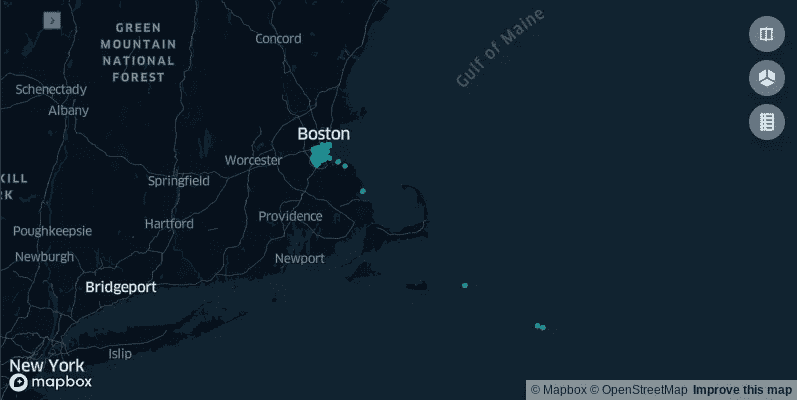 GREEN
MOUNTAIN
NATIONAL
FOREST
Concord
Gulf of Maine
Schenectady
Albany
Boston
Worcester
KILL
RK
Springfield
Providence
Hartford
Poughkeepsie
Newburgh
Newport
Bridgeport
Islip
New York
mapbox
© Mapbox © OpenStreetMap Improve this map